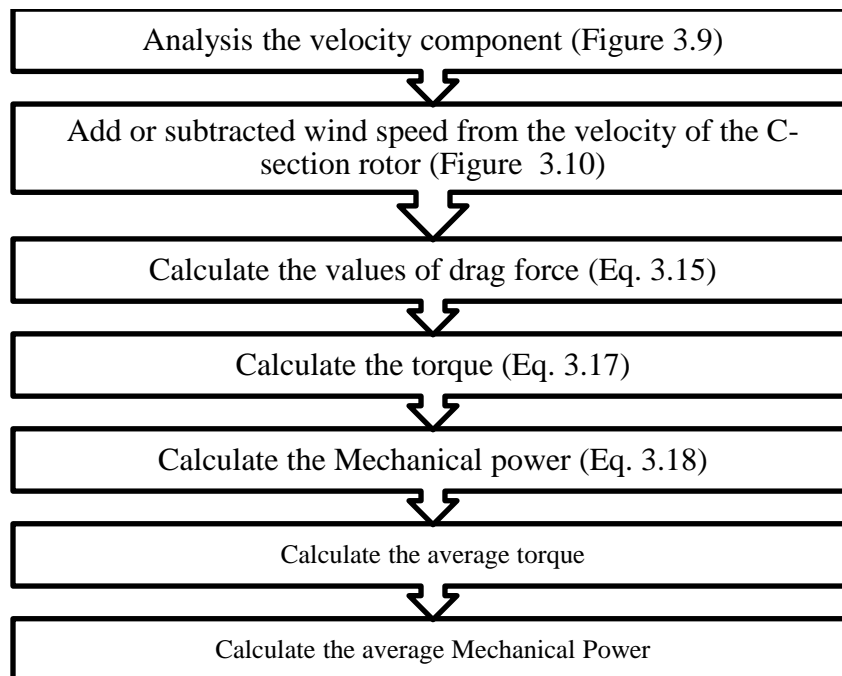 Analysis the velocity component (Figure 3.9)
Add or subtracted wind speed from the velocity of the C-
section rotor (Figure 3.10)
Calculate the values of drag force (Eq. 3.15)
Calculate the torque (Eq. 3.17)
Calculate the Mechanical power (Eq. 3.18)
Calculate the average torque
Calculate the average Mechanical Power